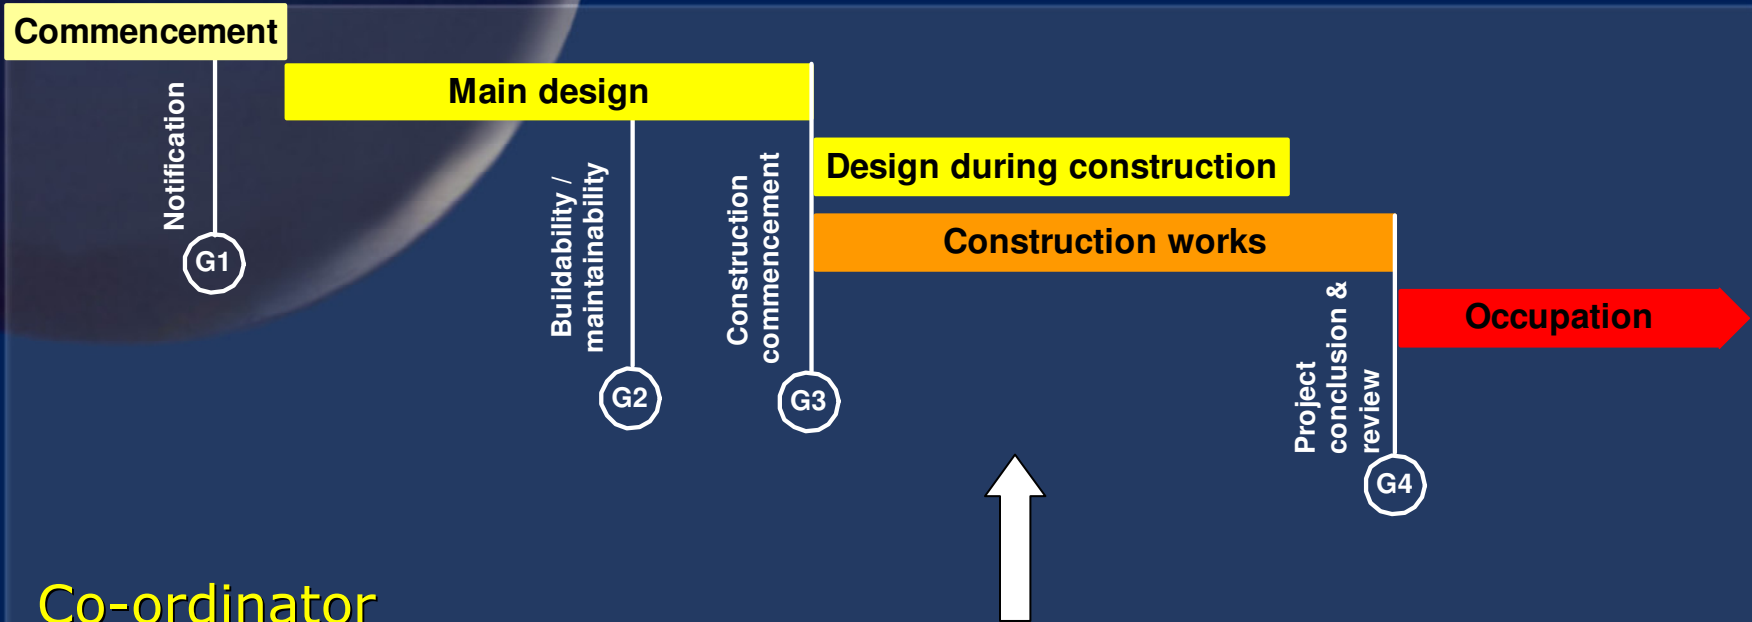 Commencement
Main design
Design during construction
Construction works
Occupation
Notification
G1
Buildability /
maintainability
G2
Construction
commencement
G3
Project
conclusion &
review
G4
Co-ordinator